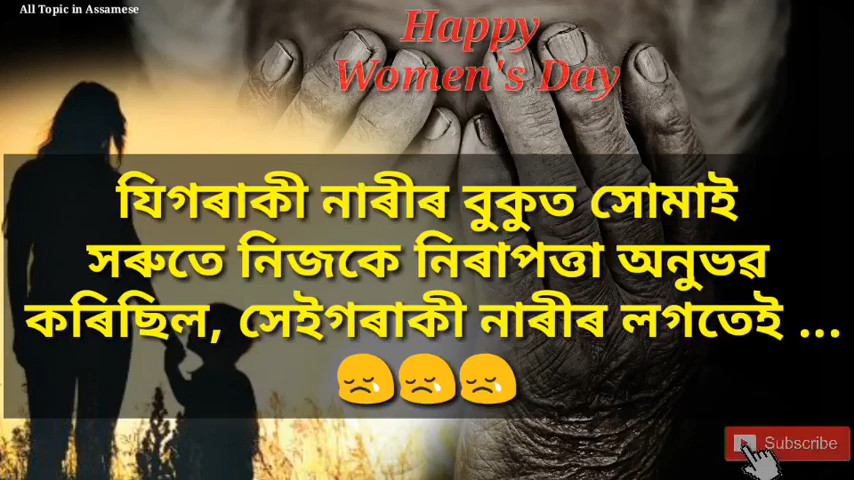 All Topic in Assamese
Happy
Women's Day
যিগৰাকী নাৰীৰ বুকুত সোমাই
সৰুতে নিজকে নিৰাপত্তা অনুভৱ
কৰিছিল, সেইগৰাকী নাৰীৰ লগতেই ...
😢😢😢
Subscribe